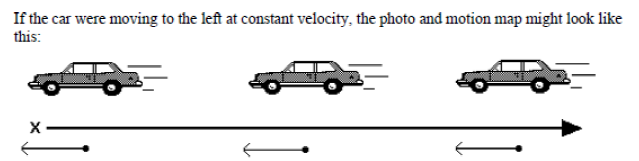 If the car were moving to the left at constant velocity, the photo and motion map might look like
this:
X